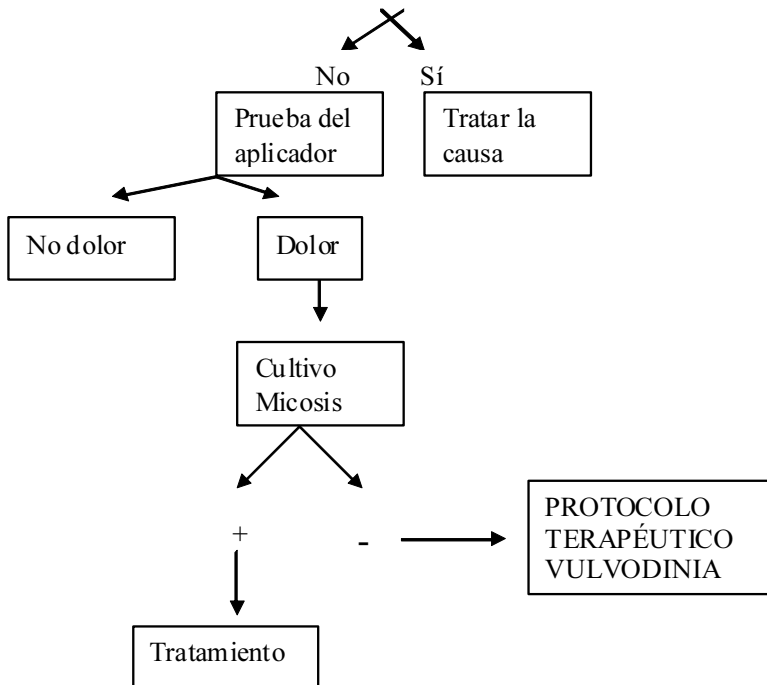 No
Sí
Prueba del
aplicador
Tratar la
causa
No dolor
Dolor
Cultivo
Micosis
+
-
PROTOCOLO
TERAPÉUTICO
VULVODINIA
Tratamiento